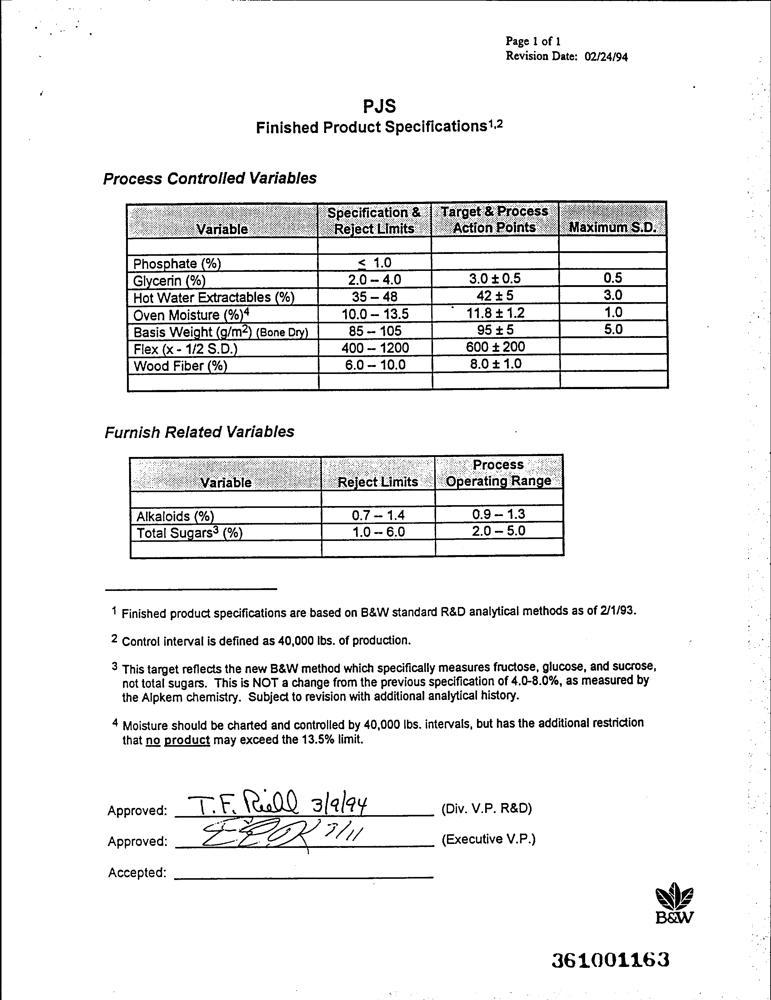 Page 1 of 1
Revision Date: 02/24/94
PJS
Finished Product Specifications1,2
Process Controlled Variables
Variable Specification & Reject Limits Target & Process Action Points Maximum S.D.
Phosphate (%) ≤ 1.0
Glycerin (%) 2.0 – 4.0 3.0 ± 0.5 0.5
Hot Water Extractables (%) 35 – 48 42 ± 5 3.0
Oven Moisture (%)4 10.0 – 13.5 11.8 ± 1.2 1.0
Basis Weight (g/m2) (Bone Dry) 85 – 105 95 ± 5 5.0
Flex (x - 1/2 S.D.) 400 – 1200 600 ± 200
Wood Fiber (%) 6.0 – 10.0 8.0 ± 1.0
Furnish Related Variables
Variable Reject Limits Process Operating Range
Alkaloids (%) 0.7 – 1.4 0.9 – 1.3
Total Sugars3 (%) 1.0 – 6.0 2.0 – 5.0
1 Finished product specifications are based on B&W standard R&D analytical methods as of 2/1/93.
2 Control interval is defined as 40,000 lbs. of production.
3 This target reflects the new B&W method which specifically measures fructose, glucose, and sucrose,
not total sugars. This is NOT a change from the previous specification of 4.0-8.0%, as measured by
the Alpkem chemistry. Subject to revision with additional analytical history.
4 Moisture should be charted and controlled by 40,000 lbs. intervals, but has the additional restriction
that no product may exceed the 13.5% limit.
Approved: T.F. Riell 3/9/94 (Div. V.P. R&D)
Approved: 3/11 (Executive V.P.)
Accepted:
B&W
361001163